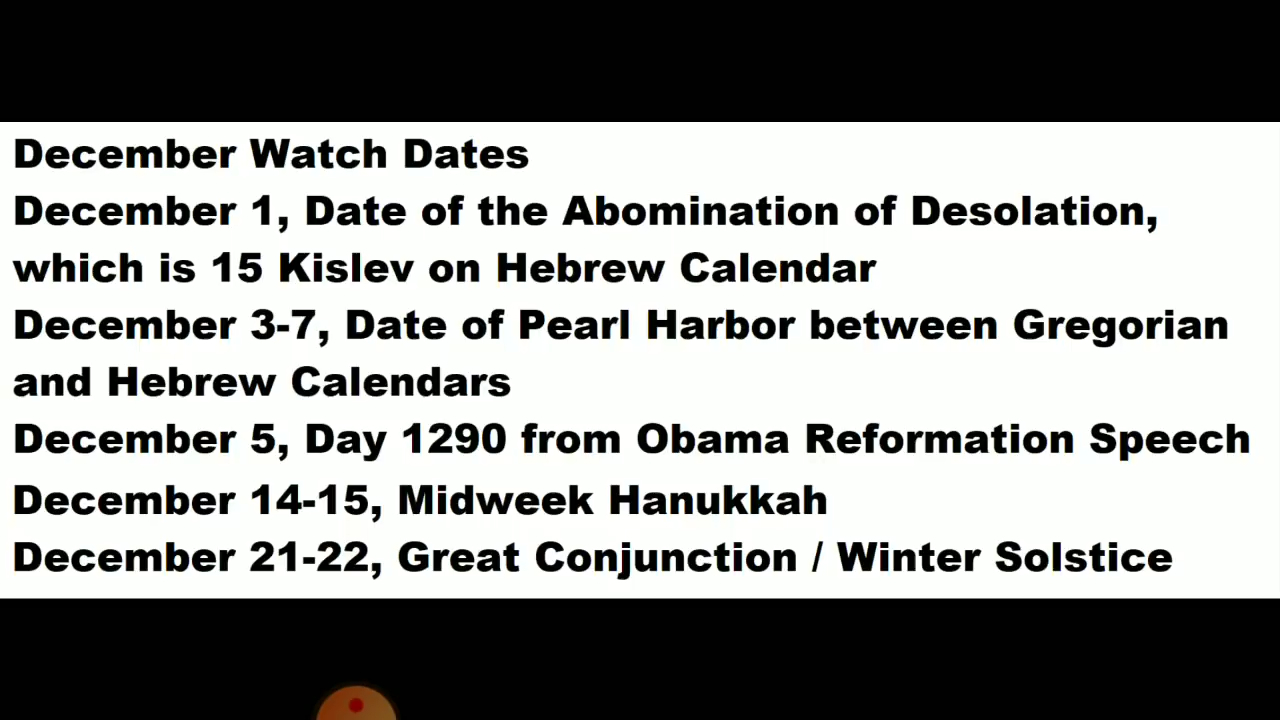 December Watch Dates
December 1, Date of the Abomination of Desolation,
which is 15 Kislev on Hebrew Calendar
December 3-7, Date of Pearl Harbor between Gregorian
and Hebrew Calendars
December 5, Day 1290 from Obama Reformation Speech
December 14-15, Midweek Hanukkah
December 21-22, Great Conjunction / Winter Solstice